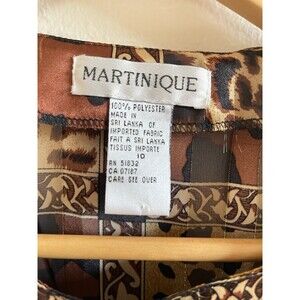 MARTINIQUE
100% POLYESTER
MADE IN
SRI LANKA OF
IMPORTED FABRIC
FAIT A SRI LANKA
TISSUS IMPORTE
10
RN 51832
CA 07187
CARE SEE OVER